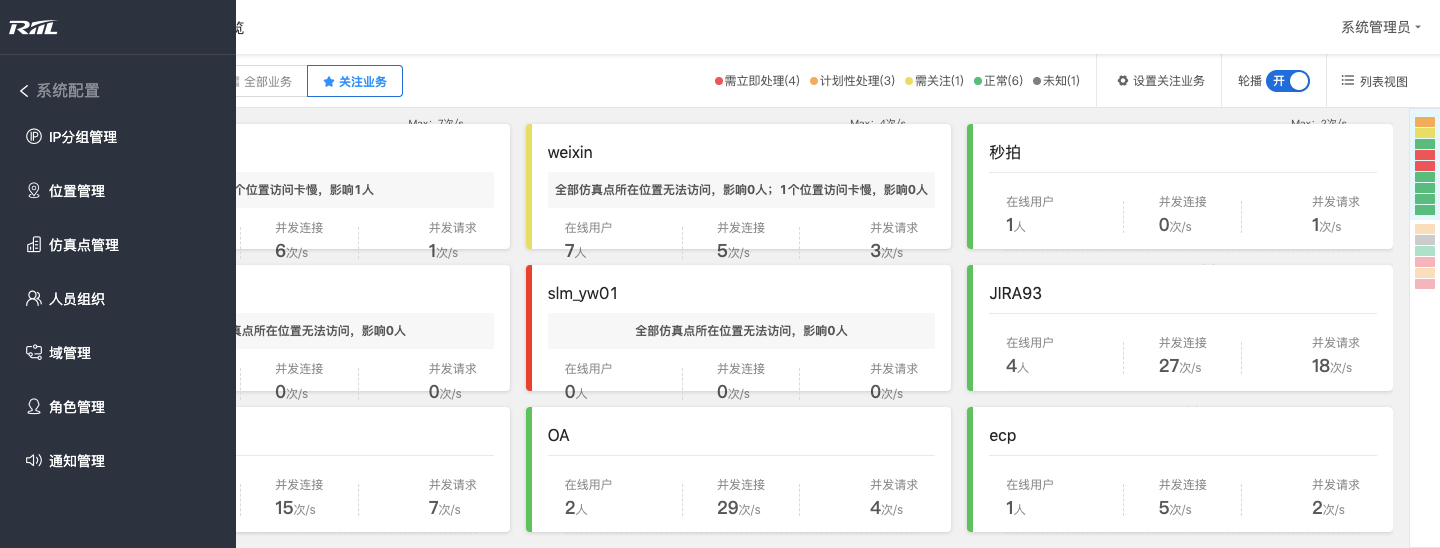 RIIL
览
系统管理员
全部业务
关注业务
需立即处理(4)
计划性处理(3)
需关注(1)
正常(6)
未知(1)
设置关注业务
轮播
开
列表视图
系统配置
IP分组管理
位置管理
仿真点管理
人员组织
域管理
角色管理
通知管理
Max：7次/s
Max：4次/s
Max：2次/s
个位置访问卡慢，影响1人
并发连接
并发请求
6次/s
1次/s
weixin
全部仿真点所在位置无法访问，影响0人；1个位置访问卡慢，影响0人
在线用户
并发连接
并发请求
7人
5次/s
3次/s
秒拍
在线用户
并发连接
并发请求
1人
0次/s
1次/s
真点所在位置无法访问，影响0人
并发连接
并发请求
0次/s
0次/s
slm_yw01
全部仿真点所在位置无法访问，影响0人
在线用户
并发连接
并发请求
0人
0次/s
0次/s
JIRA93
在线用户
并发连接
并发请求
4人
27次/s
18次/s
并发连接
并发请求
15次/s
7次/s
OA
在线用户
并发连接
并发请求
2人
29次/s
4次/s
ecp
在线用户
并发连接
并发请求
1人
5次/s
2次/s